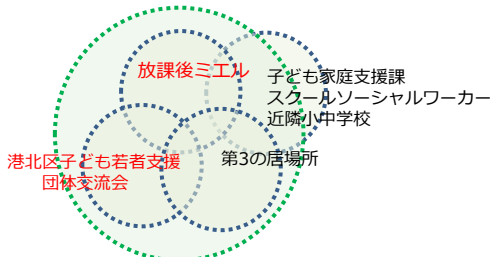 放課後ミエル
子ども家庭支援課
スクールソーシャルワーカー
近隣小中学校
港北区子ども若者支援
団体交流会
第3の居場所